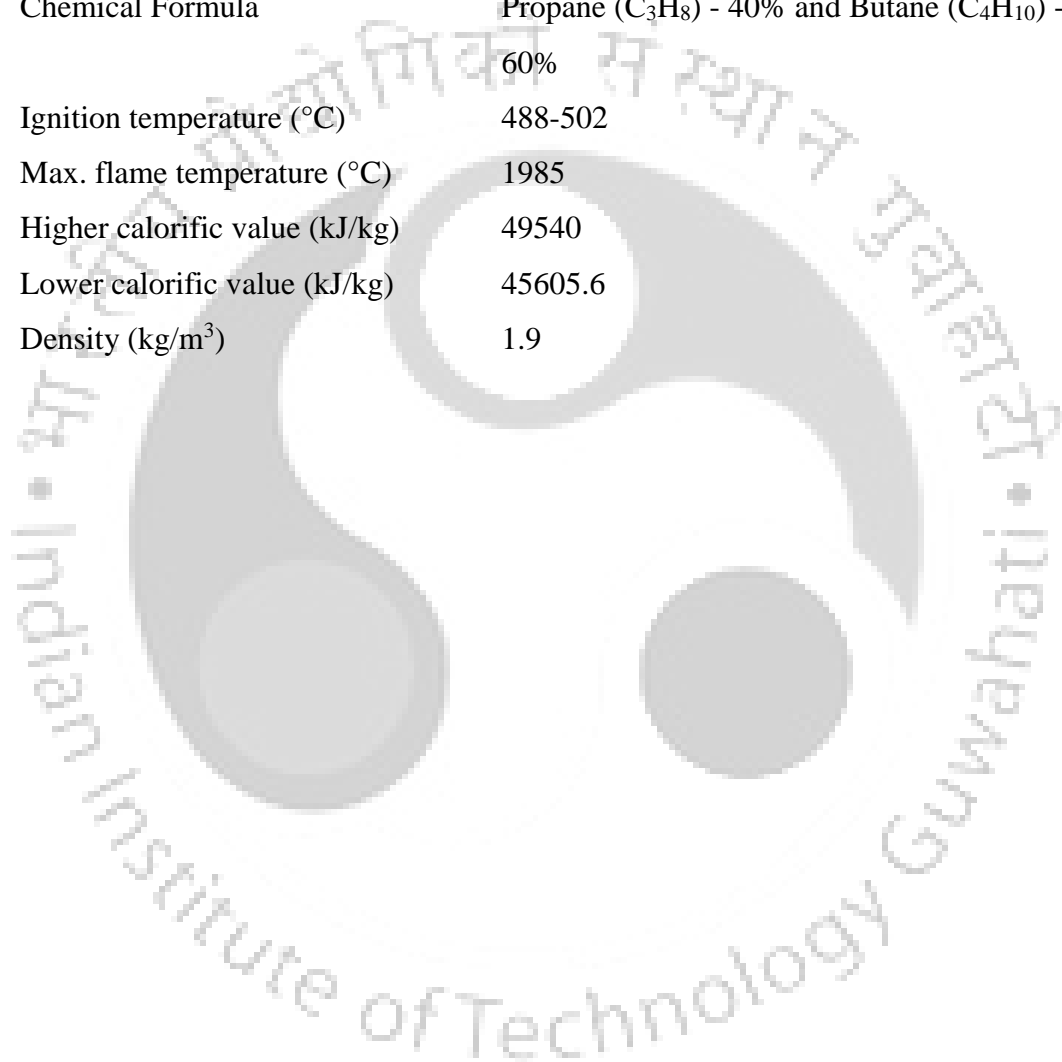 Chemical Formula Propane (C₃H₈) - 40% and Butane (C₄H₁₀) -
60%
Ignition temperature (°C) 488-502
Max. flame temperature (°C) 1985
Higher calorific value (kJ/kg) 49540
Lower calorific value (kJ/kg) 45605.6
Density (kg/m³) 1.9
भारतीय प्रौद्योगिकी संस्थान गुवाहाटी
Indian Institute of Technology Guwahati